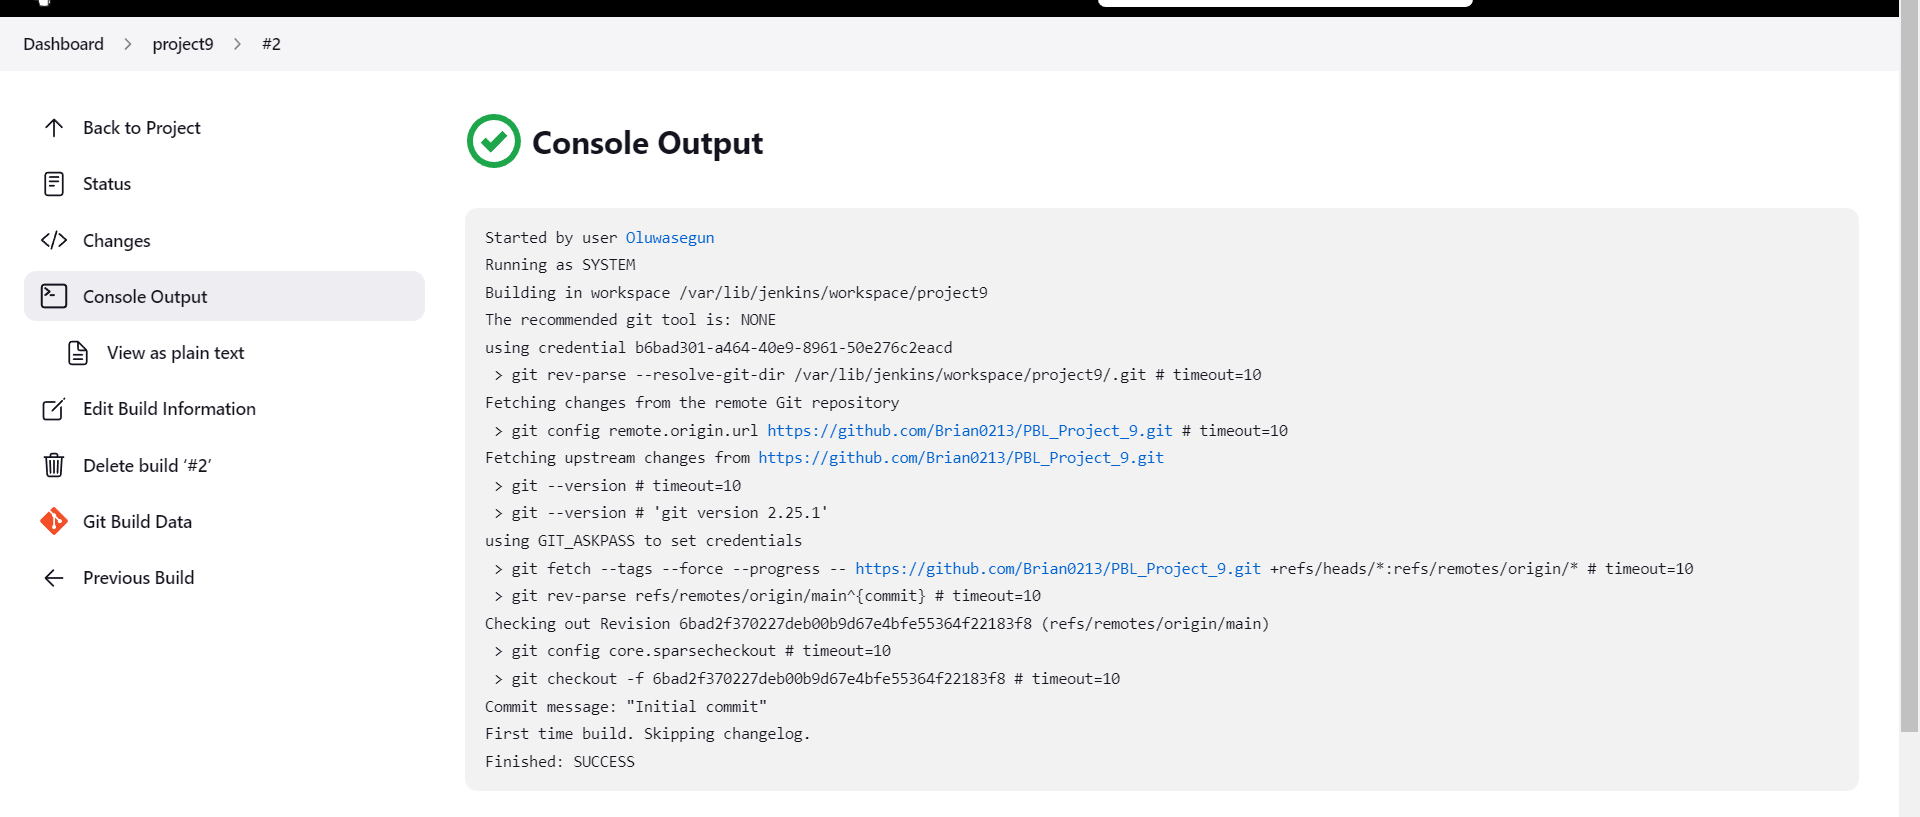 Dashboard > project9 > #2
Back to Project
Status
Changes
Console Output
View as plain text
Edit Build Information
Delete build ‘#2’
Git Build Data
Previous Build
Console Output
Started by user Oluwasegun
Running as SYSTEM
Building in workspace /var/lib/jenkins/workspace/project9
The recommended git tool is: NONE
using credential b6bad301-a464-40e9-8961-50e276c2eacd
 > git rev-parse --resolve-git-dir /var/lib/jenkins/workspace/project9/.git # timeout=10
Fetching changes from the remote Git repository
 > git config remote.origin.url https://github.com/Brian0213/PBL_Project_9.git # timeout=10
Fetching upstream changes from https://github.com/Brian0213/PBL_Project_9.git
 > git --version # timeout=10
 > git --version # 'git version 2.25.1'
using GIT_ASKPASS to set credentials
 > git fetch --tags --force --progress -- https://github.com/Brian0213/PBL_Project_9.git +refs/heads/*:refs/remotes/origin/* # timeout=10
 > git rev-parse refs/remotes/origin/main^{commit} # timeout=10
Checking out Revision 6bad2f370227deb00b9d67e4bfe55364f22183f8 (refs/remotes/origin/main)
 > git config core.sparsecheckout # timeout=10
 > git checkout -f 6bad2f370227deb00b9d67e4bfe55364f22183f8 # timeout=10
Commit message: "Initial commit"
First time build. Skipping changelog.
Finished: SUCCESS